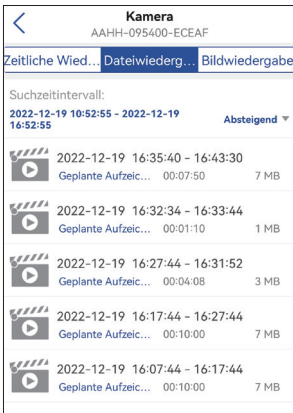 Kamera
AAHH-095400-ECEAF
Zeitliche Wied... Dateiwiederg... Bildwiedergabe
Suchzeitintervall:
2022-12-19 10:52:55 - 2022-12-19
16:52:55
Absteigend
2022-12-19 16:35:40 - 16:43:30
Geplante Aufzeic... 00:07:50 7 MB
2022-12-19 16:32:34 - 16:33:44
Geplante Aufzeic... 00:01:10 1 MB
2022-12-19 16:27:44 - 16:31:52
Geplante Aufzeic... 00:04:08 3 MB
2022-12-19 16:17:44 - 16:27:44
Geplante Aufzeic... 00:10:00 7 MB
2022-12-19 16:07:44 - 16:17:44
Geplante Aufzeic... 00:10:00 7 MB